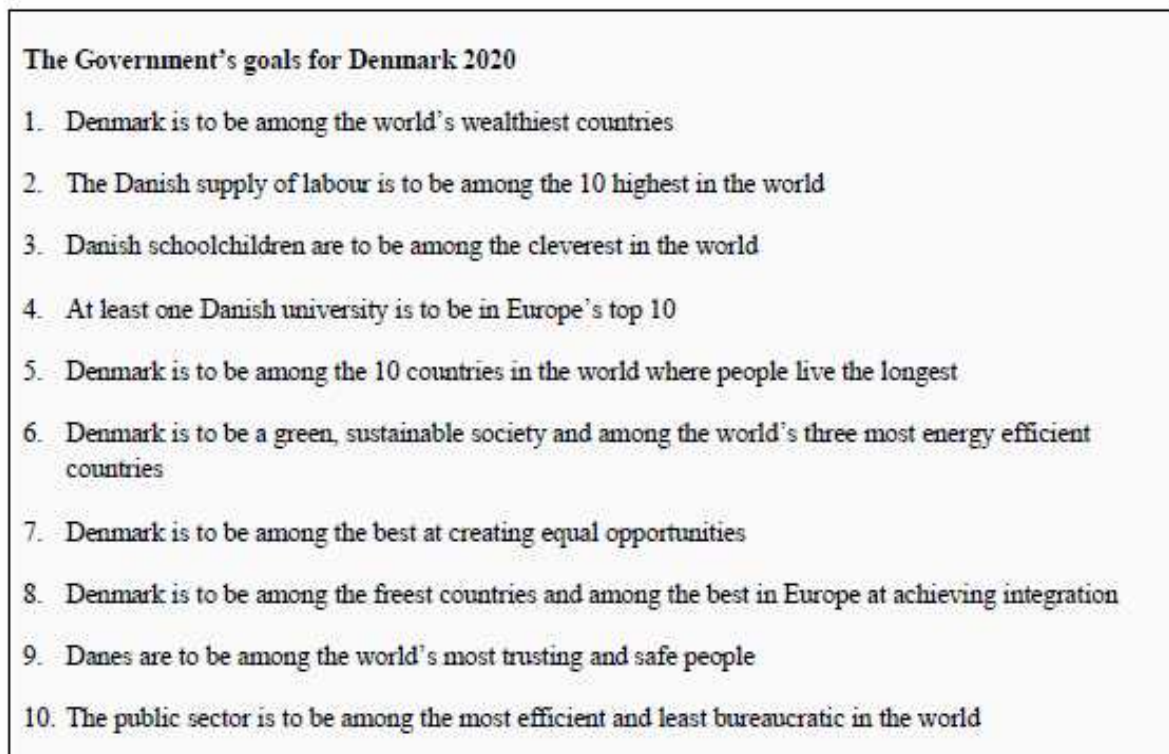 The Government's goals for Denmark 2020
1. Denmark is to be among the world's wealthiest countries
2. The Danish supply of labour is to be among the 10 highest in the world
3. Danish schoolchildren are to be among the cleverest in the world
4. At least one Danish university is to be in Europe's top 10
5. Denmark is to be among the 10 countries in the world where people live the longest
6. Denmark is to be a green, sustainable society and among the world's three most energy efficient
countries
7. Denmark is to be among the best at creating equal opportunities
8. Denmark is to be among the freest countries and among the best in Europe at achieving integration
9. Danes are to be among the world's most trusting and safe people
10. The public sector is to be among the most efficient and least bureaucratic in the world